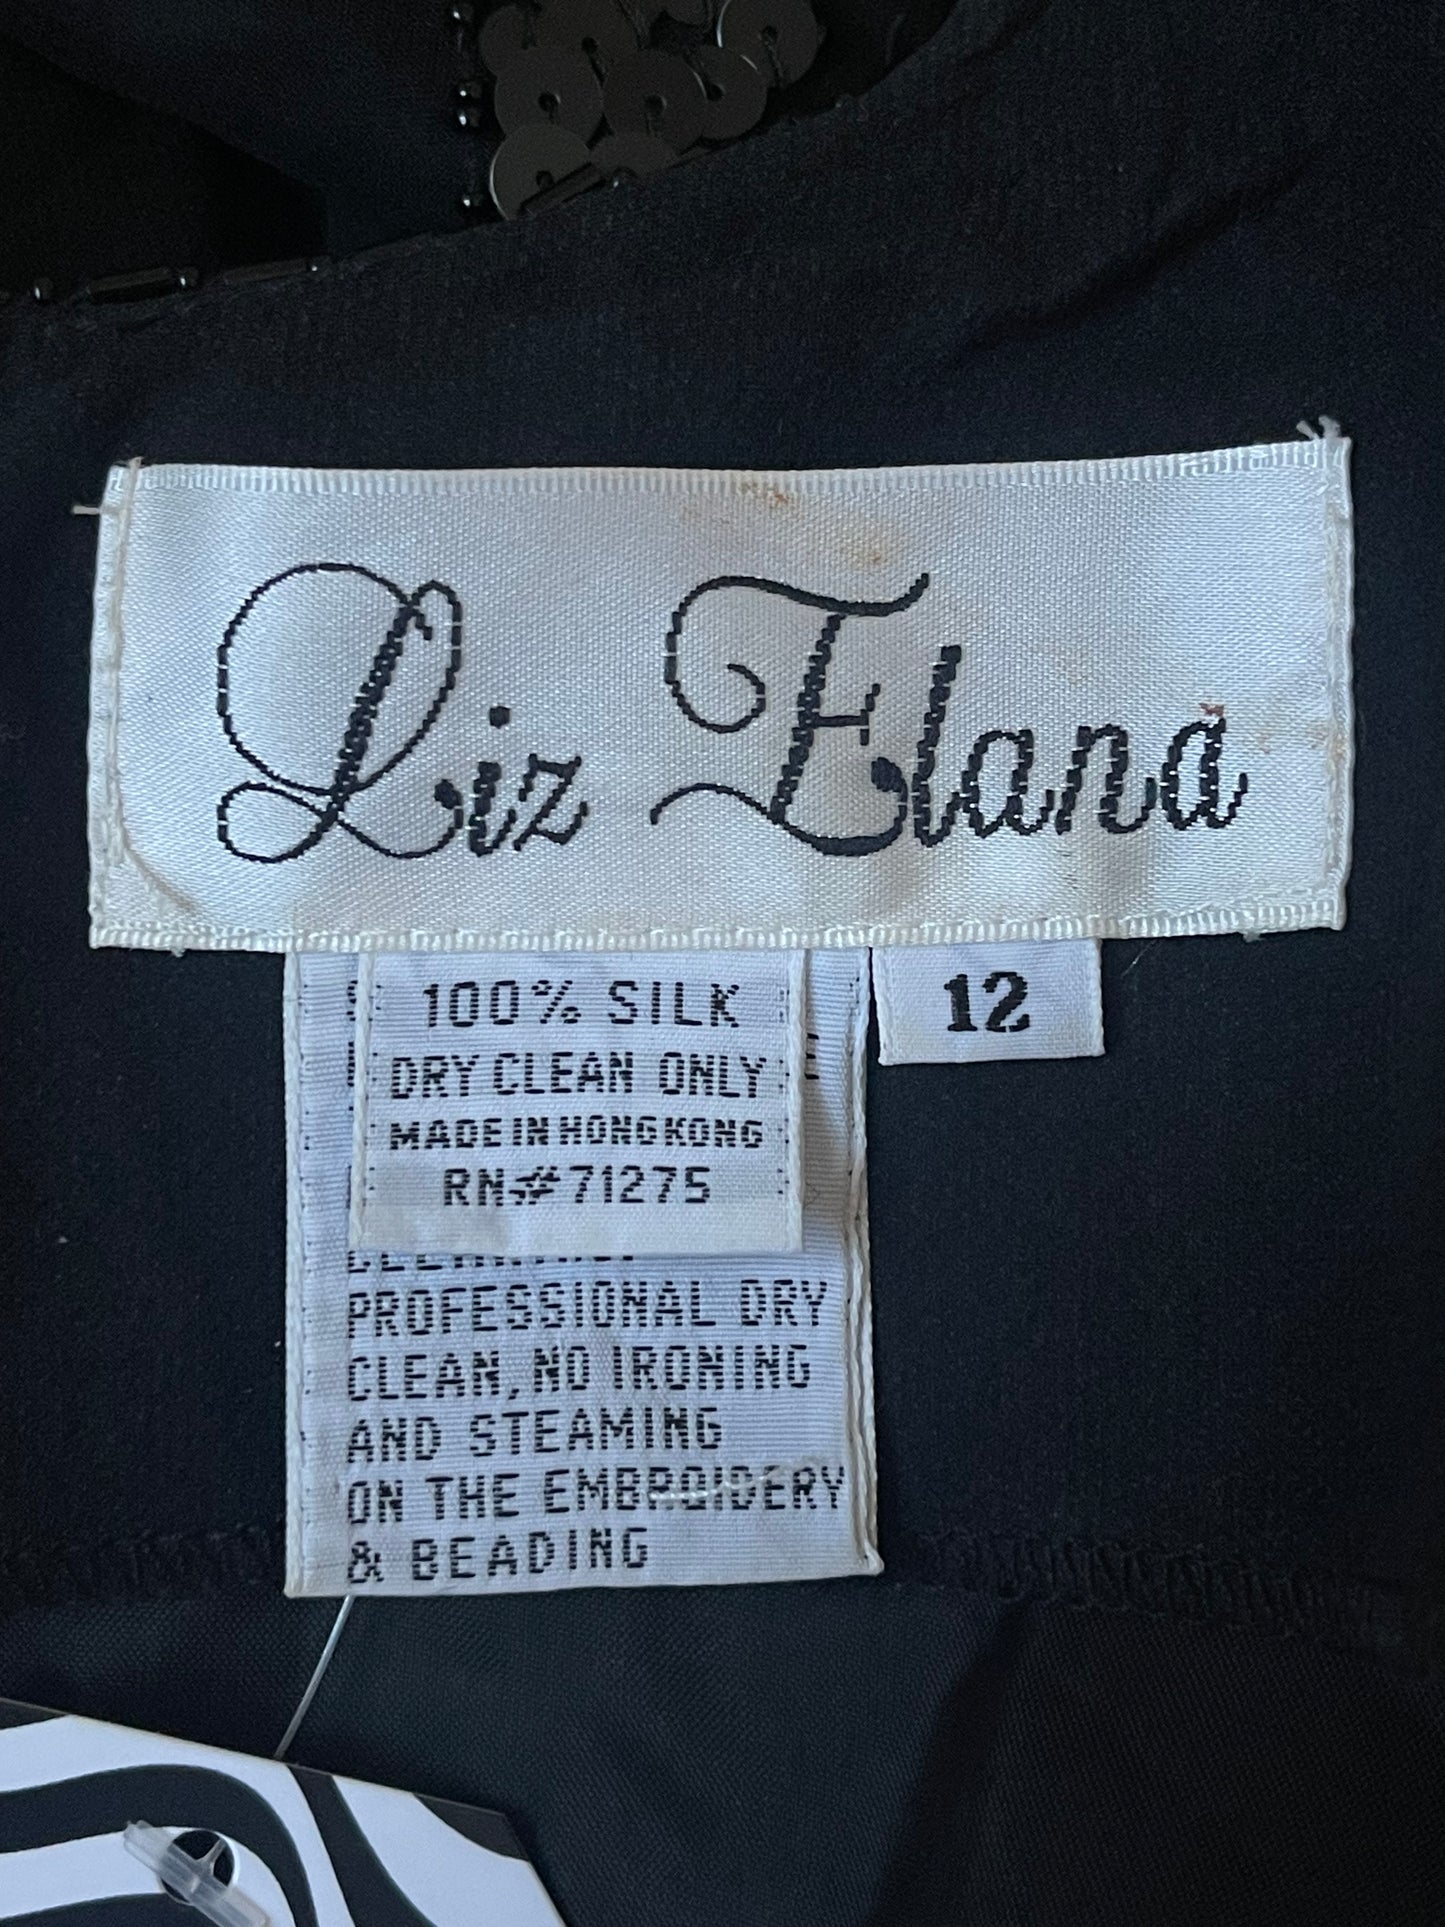 Liz Elana
12
100% SILK
DRY CLEAN ONLY
MADE IN HONG KONG
RN#71275
PROFESSIONAL DRY
CLEAN, NO IRONING
AND STEAMING
ON THE EMBROIDERY
& BEADING